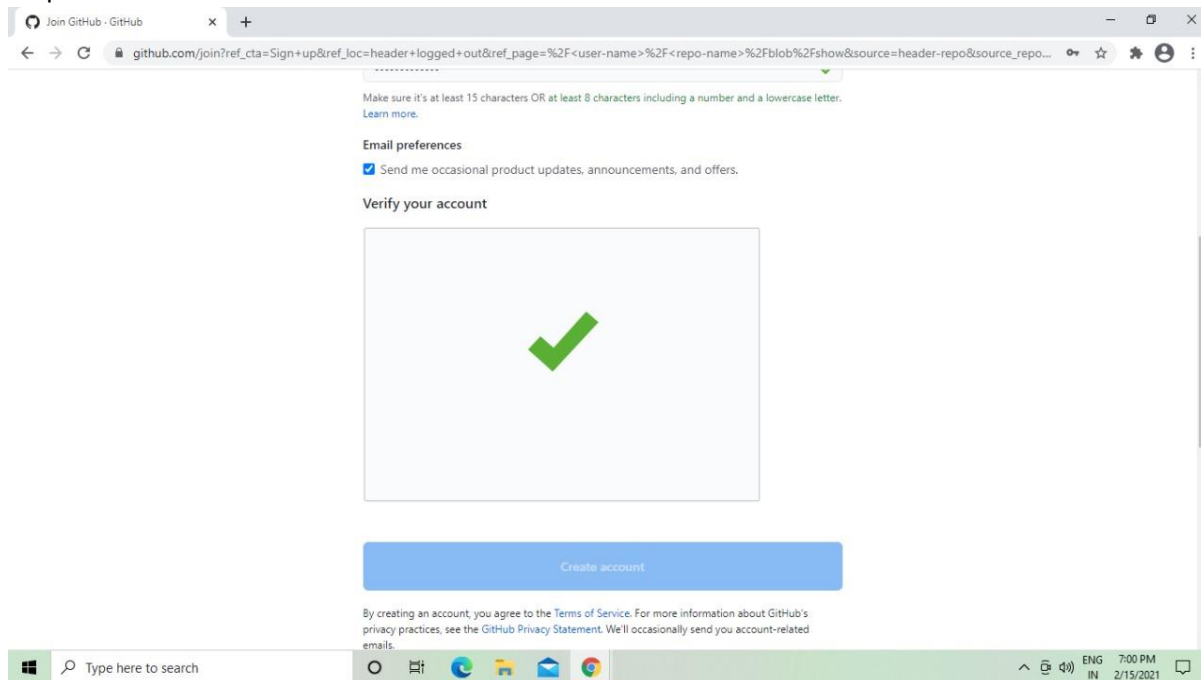 Join GitHub · GitHub
github.com/join?ref_cta=Sign+up&ref_loc=header+logged+out&ref_page=%2F<user-name>%2F<repo-name>%2Fblob%2Fshow&source=header-repo&source_repo...
Make sure it's at least 15 characters OR at least 8 characters including a number and a lowercase letter.
Learn more.
Email preferences
Send me occasional product updates, announcements, and offers.
Verify your account
Create account
By creating an account, you agree to the Terms of Service. For more information about GitHub's
privacy practices, see the GitHub Privacy Statement. We'll occasionally send you account-related
emails.
Type here to search
ENG 7:00 PM
IN 2/15/2021